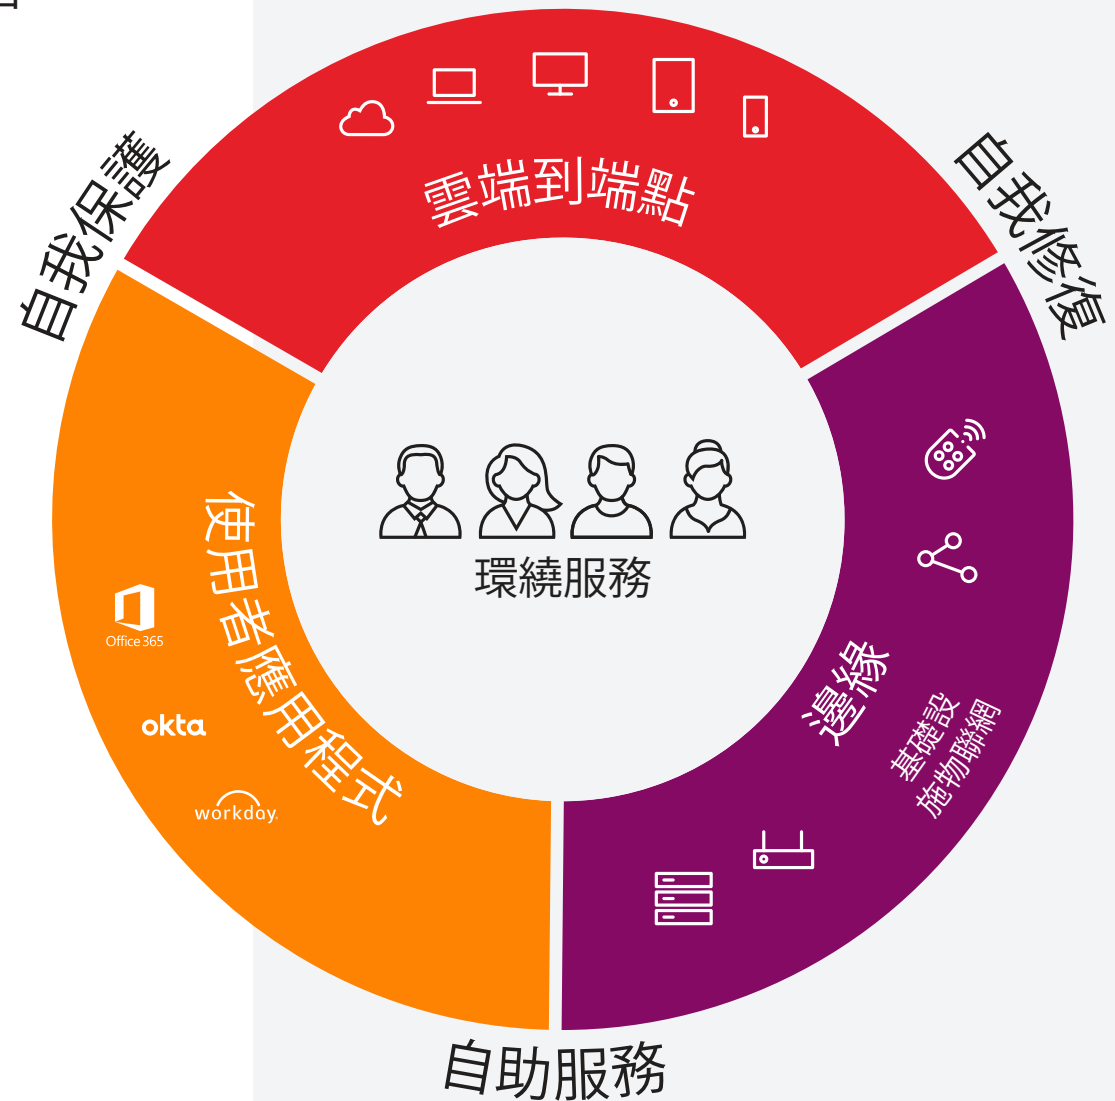 自我保護
雲端到端點
自我修復
環繞服務
使用者應用程式
Office 365
okta
workday.
邊緣
基礎設
施物聯網
自助服務